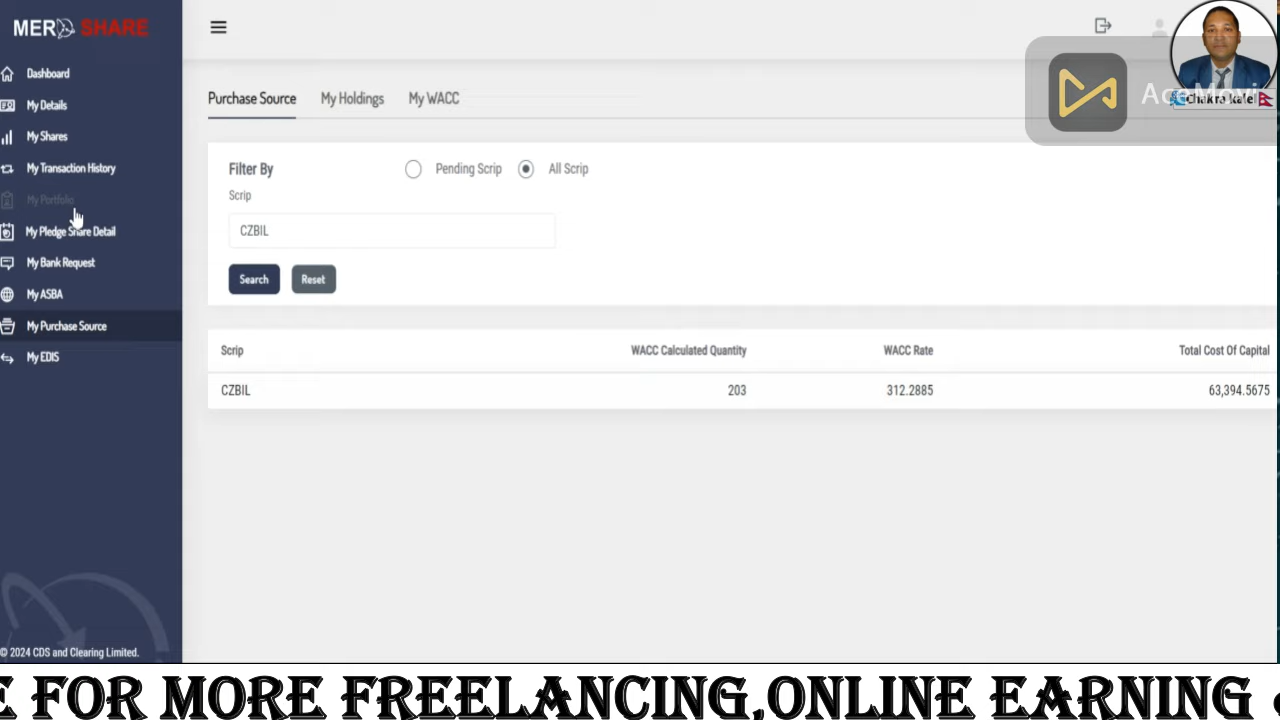 MERO SHARE
Dashboard
My Details
My Shares
My Transaction History
My Portfolio
My Pledge Share Detail
My Bank Request
My ASBA
My Purchase Source
My EDIS
© 2024 CDS and Clearing Limited.
Purchase Source My Holdings My WACC
Filter By Pending Scrip All Scrip
Scrip
CZBIL
Search Reset
Scrip WACC Calculated Quantity WACC Rate Total Cost Of Capital
CZBIL 203 312.2885 63,394.5675
Chakra
E FOR MORE FREELANCING,ONLINE EARNING